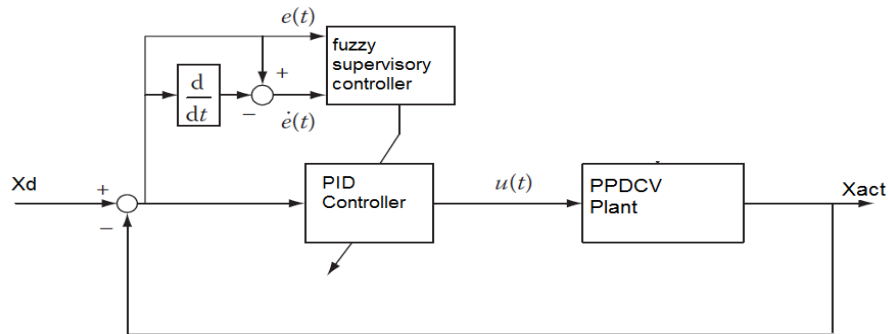 e(t)
fuzzy
supervisory
controller
+
d
dt
−
ė(t)
Xd
+
−
PID
Controller
u(t)
PPDCV
Plant
Xact